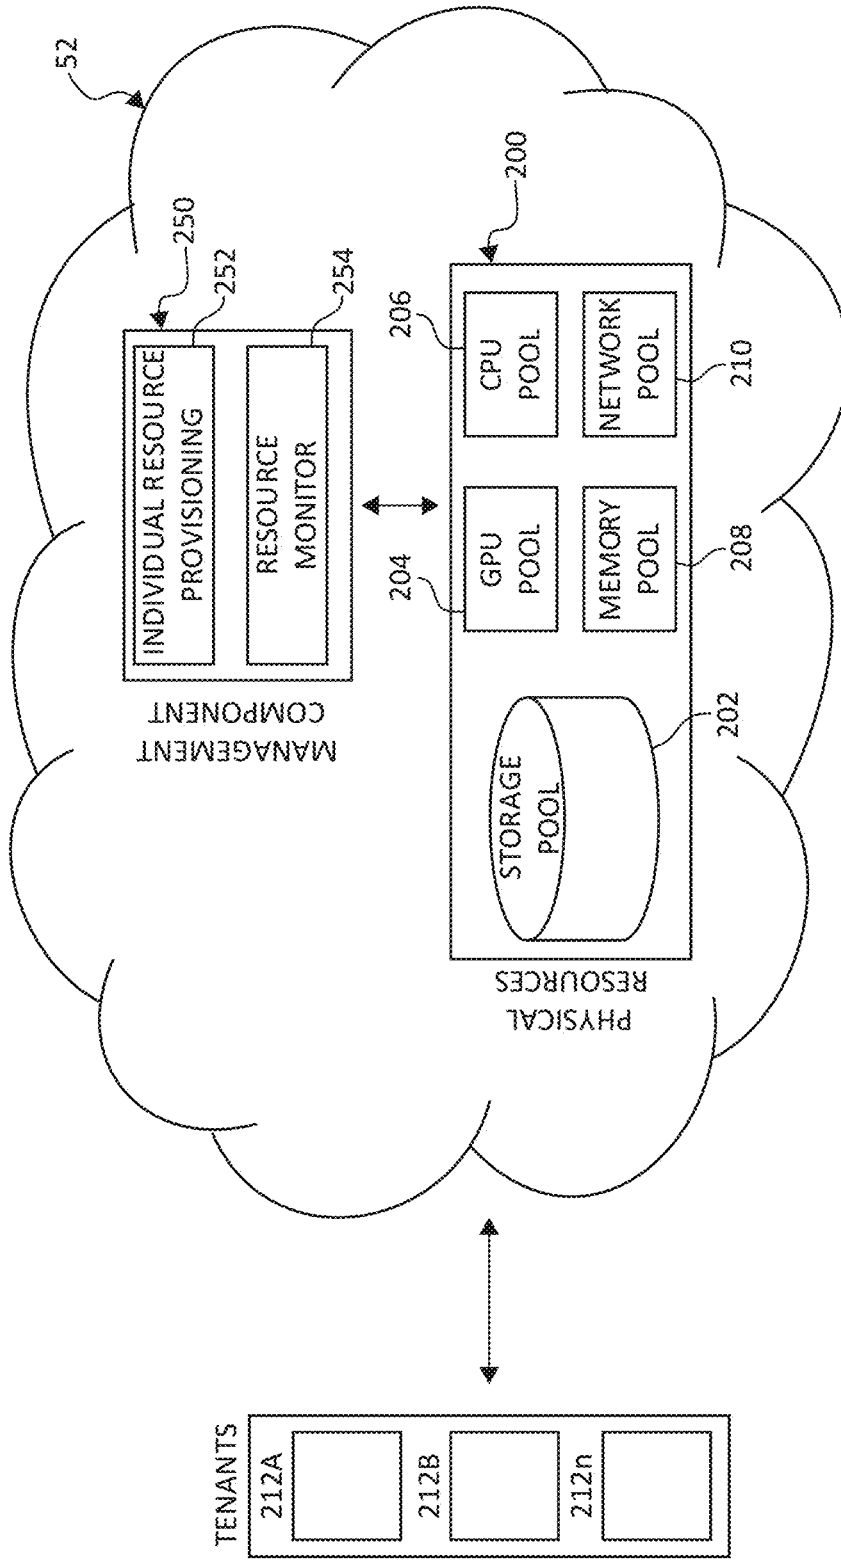 52
250
252
INDIVIDUAL RESOURCE
PROVISIONING
254
RESOURCE
MONITOR
MANAGEMENT
COMPONENT
200
206
CPU
POOL
204
GPU
POOL
NETWORK
POOL
210
MEMORY
POOL
208
STORAGE
POOL
202
PHYSICAL
RESOURCES
TENANTS
212A
212B
212n